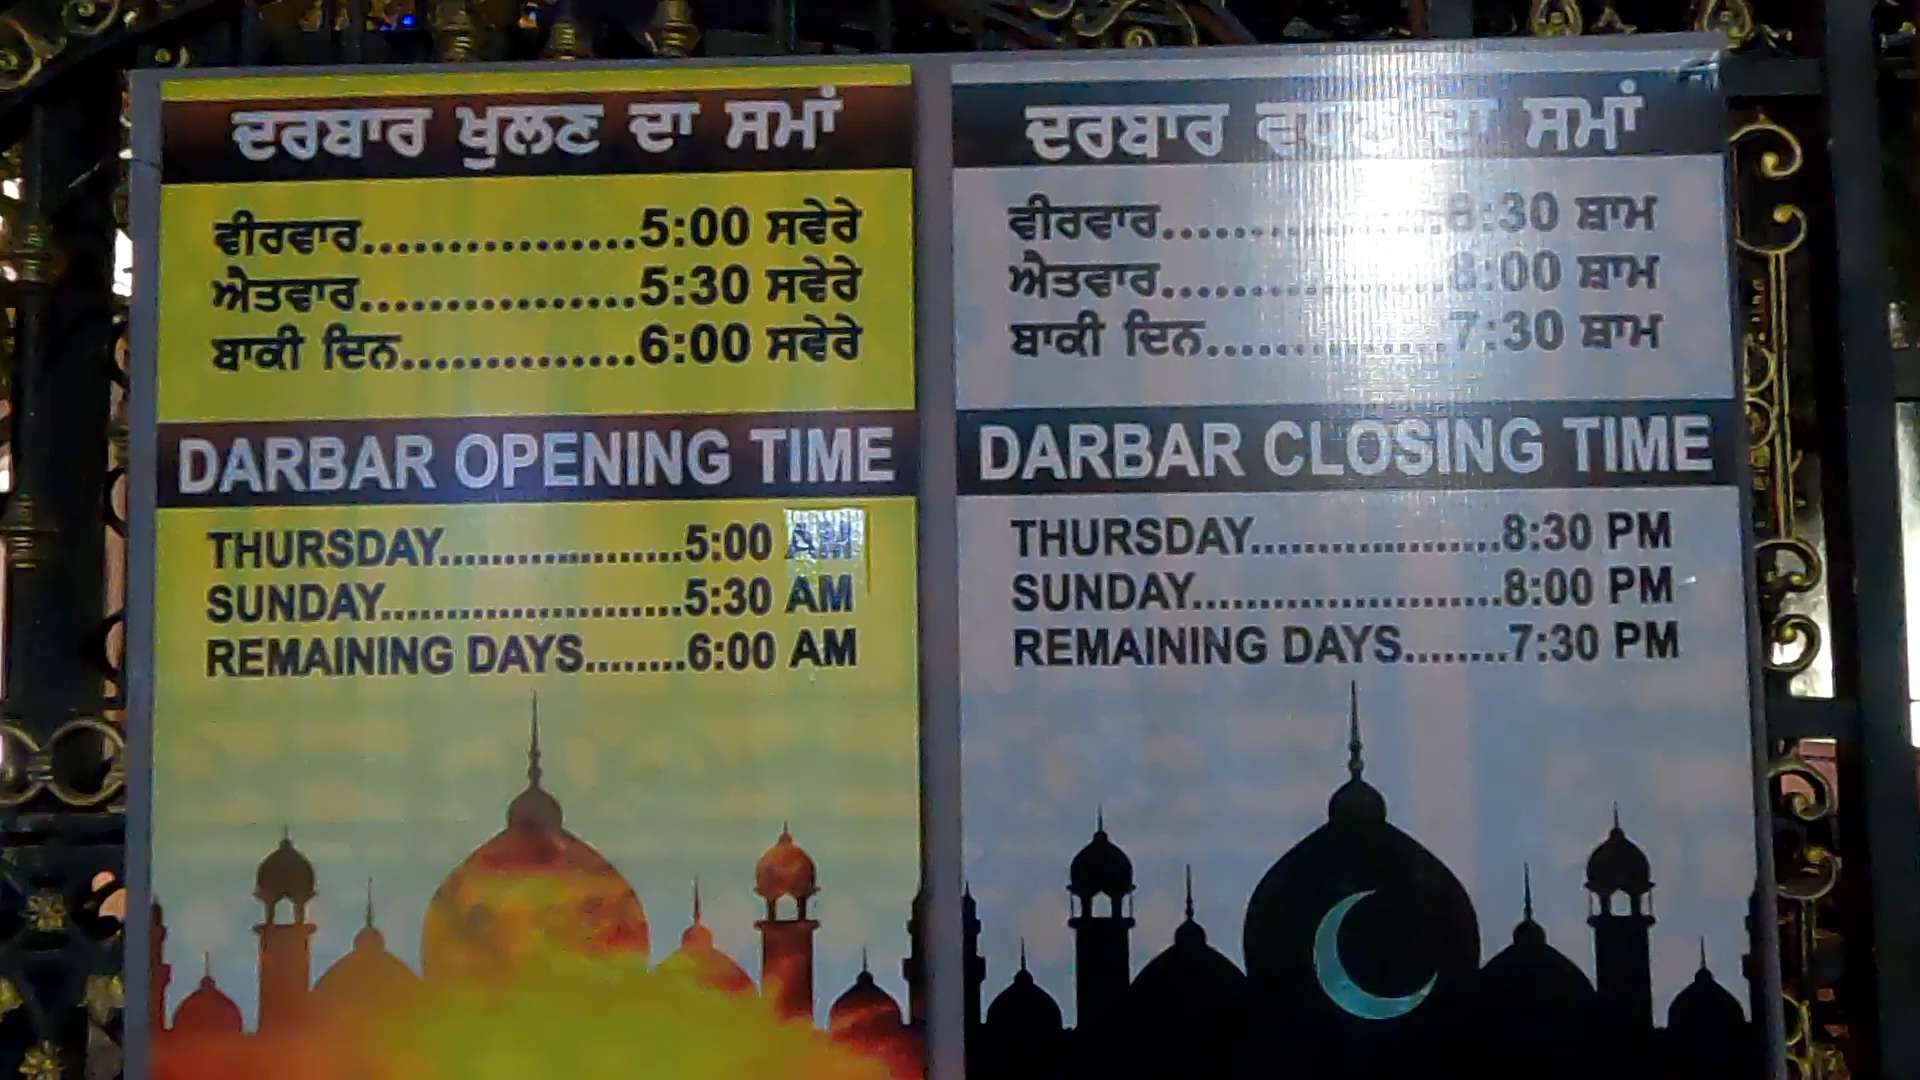 ਦਰਬਾਰ ਖੁਲਣ ਦਾ ਸਮਾਂ
ਵੀਰਵਾਰ................5:00 ਸਵੇਰੇ
ਐਤਵਾਰ................5:30 ਸਵੇਰੇ
ਬਾਕੀ ਦਿਨ..............6:00 ਸਵੇਰੇ
DARBAR OPENING TIME
THURSDAY...................5:00 AM
SUNDAY........................5:30 AM
REMAINING DAYS........6:00 AM
ਦਰਬਾਰ ਦਾ ਸਮਾਂ
ਵੀਰਵਾਰ................8:30 ਸ਼ਾਮ
ਐਤਵਾਰ................8:00 ਸ਼ਾਮ
ਬਾਕੀ ਦਿਨ..............7:30 ਸ਼ਾਮ
DARBAR CLOSING TIME
THURSDAY...................8:30 PM
SUNDAY........................8:00 PM
REMAINING DAYS........7:30 PM